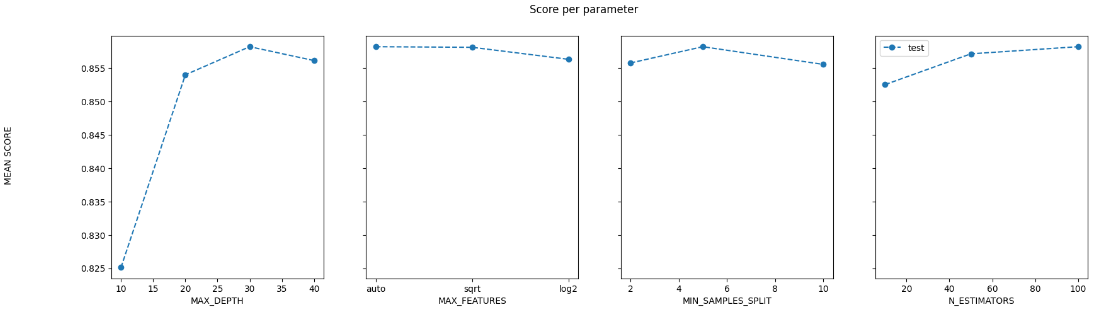 Score per parameter
MEAN SCORE
0.855
0.850
0.845
0.840
0.835
0.830
0.825
10 15 20 25 30 35 40
MAX_DEPTH
auto sqrt log2
MAX_FEATURES
2 4 6 8 10
MIN_SAMPLES_SPLIT
test
20 40 60 80 100
N_ESTIMATORS